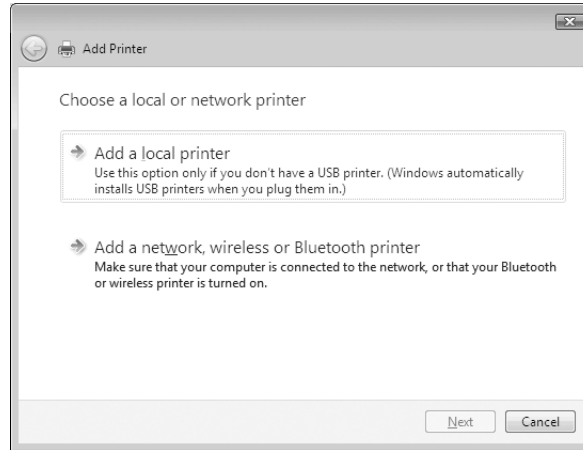 Add Printer
Choose a local or network printer
Add a local printer
Use this option only if you don't have a USB printer. (Windows automatically
installs USB printers when you plug them in.)
Add a network, wireless or Bluetooth printer
Make sure that your computer is connected to the network, or that your Bluetooth
or wireless printer is turned on.
Next Cancel